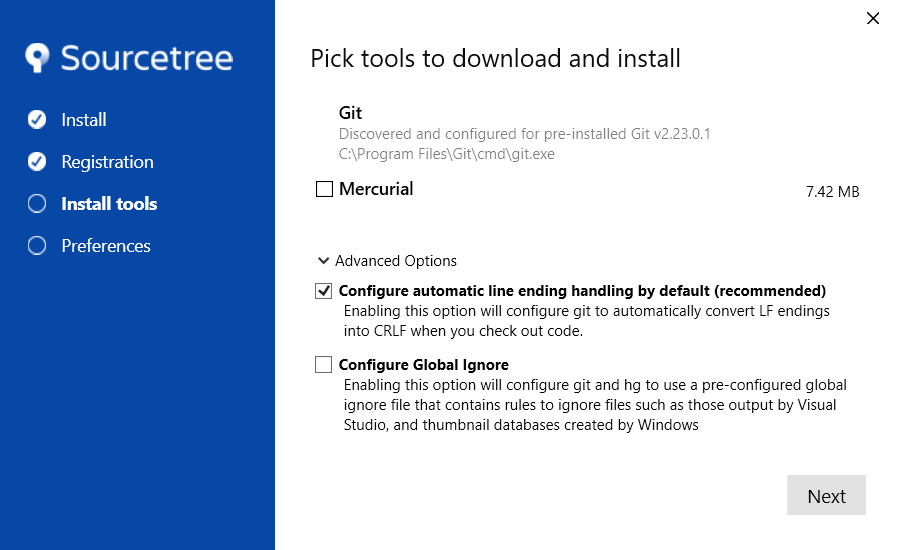 Sourcetree
Install
Registration
Install tools
Preferences
Pick tools to download and install
Git
Discovered and configured for pre-installed Git v2.23.0.1
C:\Program Files\Git\cmd\git.exe
Mercurial 7.42 MB
Advanced Options
Configure automatic line ending handling by default (recommended)
Enabling this option will configure git to automatically convert LF endings
into CRLF when you check out code.
Configure Global Ignore
Enabling this option will configure git and hg to use a pre-configured global
ignore file that contains rules to ignore files such as those output by Visual
Studio, and thumbnail databases created by Windows
Next